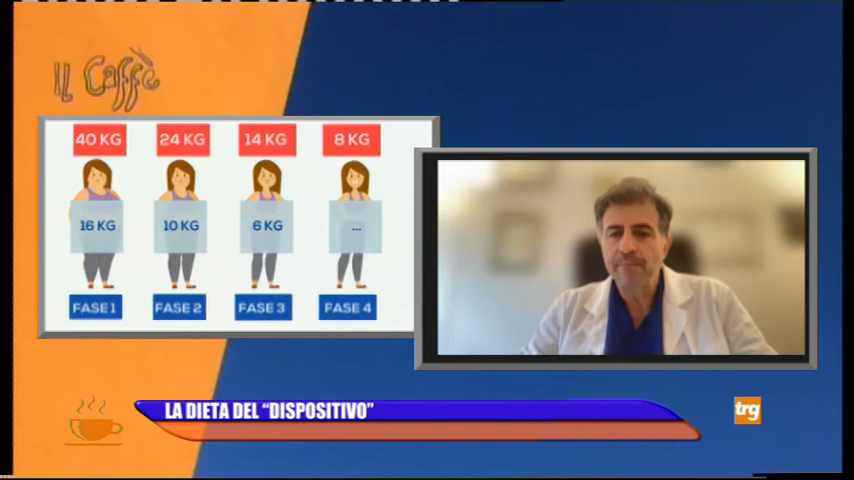 IL Caffè
40 KG 24 KG 14 KG 8 KG
16 KG 10 KG 6 KG ...
FASE 1 FASE 2 FASE 3 FASE 4
LA DIETA DEL “DISPOSITIVO”
trg